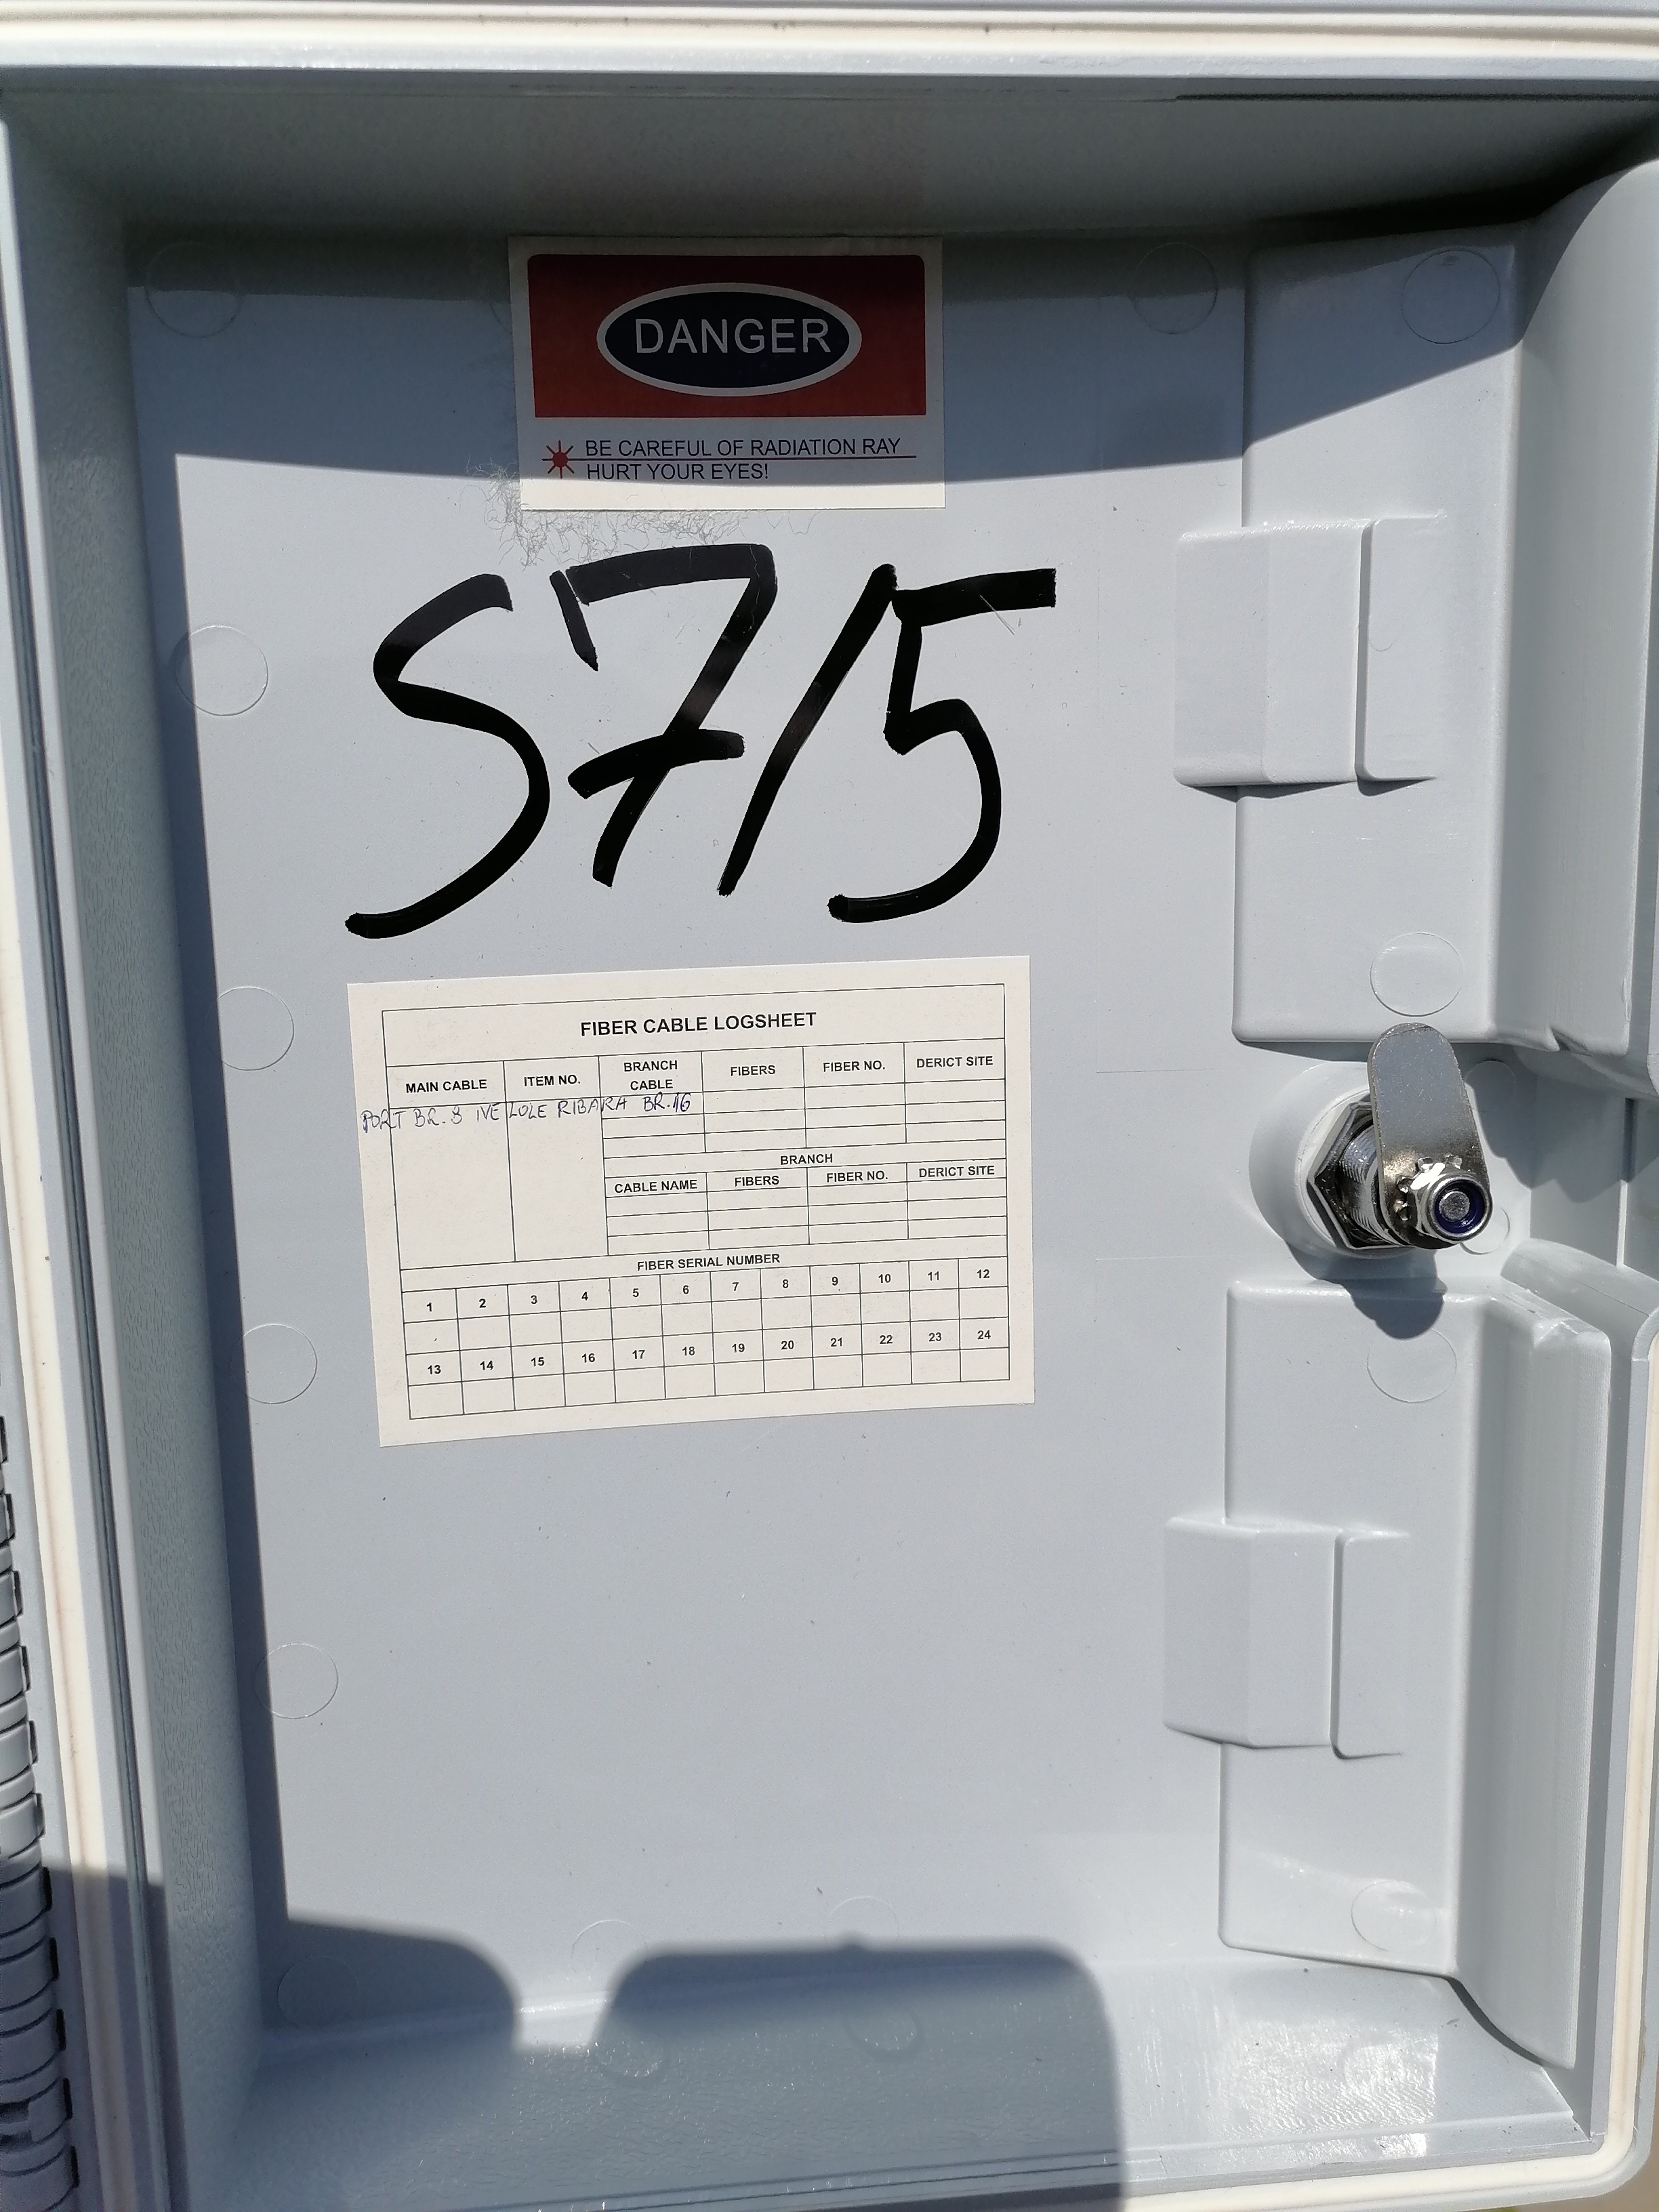 DANGER
BE CAREFUL OF RADIATION RAY
HURT YOUR EYES!
S7/5
FIBER CABLE LOGSHEET
MAIN CABLE ITEM NO. BRANCH CABLE FIBERS FIBER NO. DERICT SITE
PORT BR. 8 IVE LOLE RIBARA BR.16
BRANCH
CABLE NAME FIBERS FIBER NO. DERICT SITE
FIBER SERIAL NUMBER
1 2 3 4 5 6 7 8 9 10 11 12
13 14 15 16 17 18 19 20 21 22 23 24